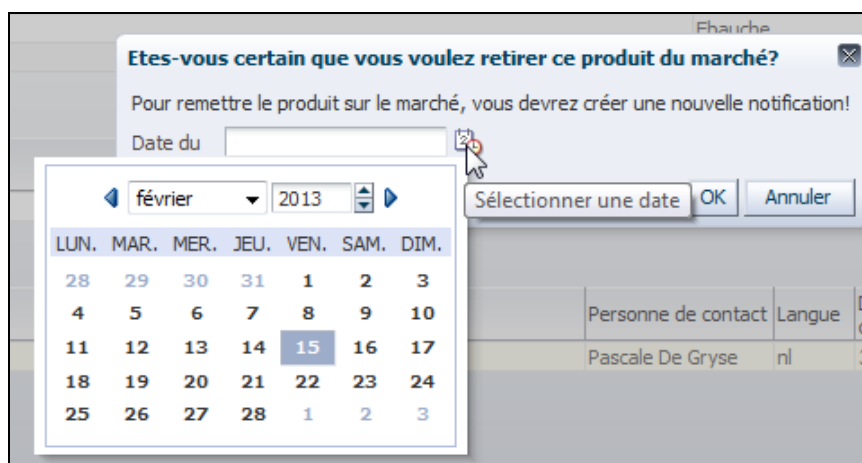 Ebauche
Etes-vous certain que vous voulez retirer ce produit du marché?
Pour remettre le produit sur le marché, vous devrez créer une nouvelle notification!
Date du
février 2013
Sélectionner une date OK Annuler
LUN. MAR. MER. JEU. VEN. SAM. DIM.
28 29 30 31 1 2 3
4 5 6 7 8 9 10
11 12 13 14 15 16 17
18 19 20 21 22 23 24
25 26 27 28 1 2 3
Personne de contact Langue
Pascale De Gryse nl